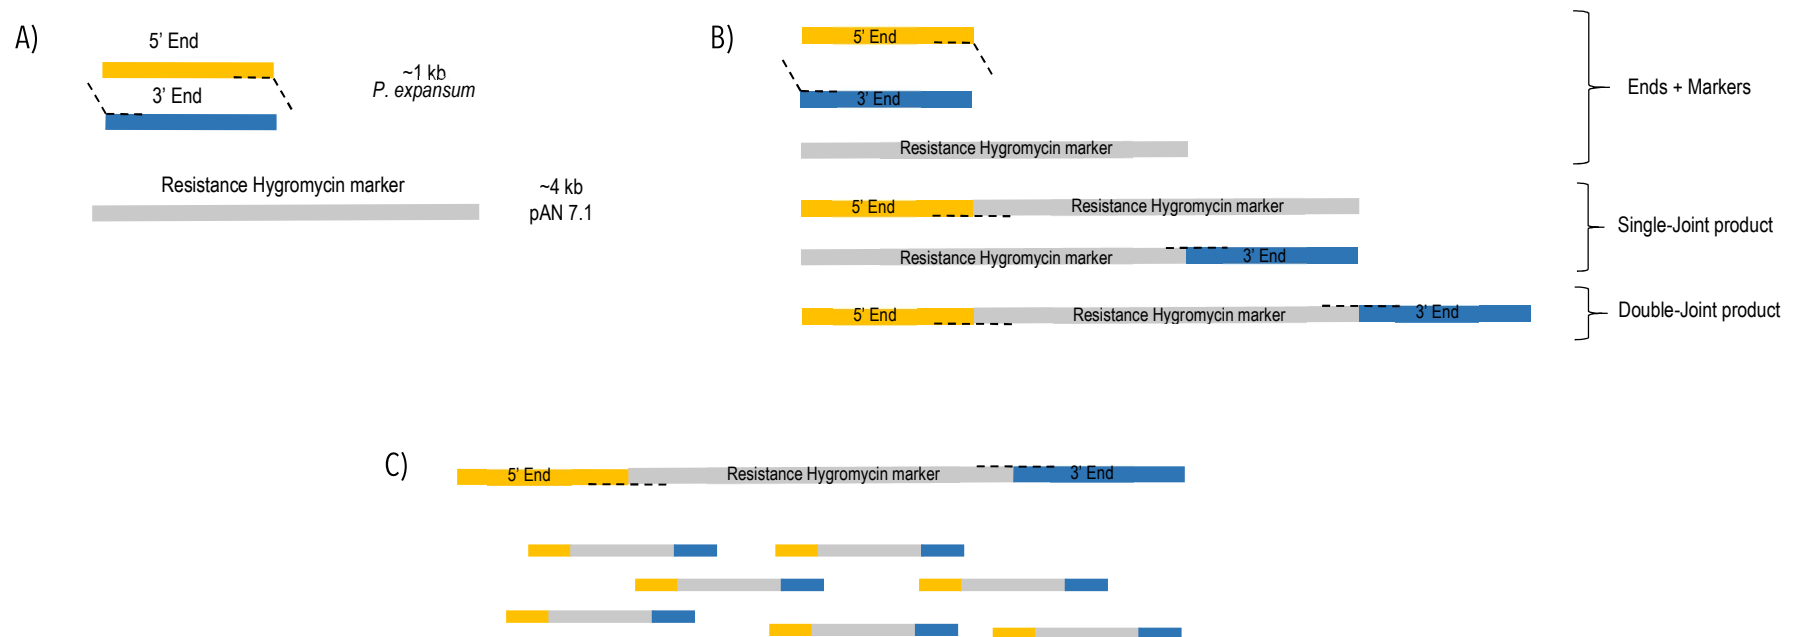 A)
5’ End
3’ End
~1 kb
P. expansum
Resistance Hygromycin marker
~4 kb
pAN 7.1
B)
5’ End
3’ End
Resistance Hygromycin marker
Ends + Markers
5’ End
Resistance Hygromycin marker
Resistance Hygromycin marker
3’ End
Single-Joint product
5’ End
Resistance Hygromycin marker
3’ End
Double-Joint product
C)
5’ End
Resistance Hygromycin marker
3’ End